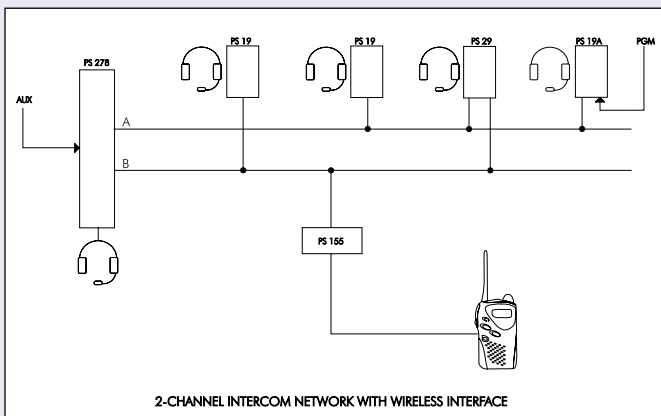 PS 19
PS 19
PS 29
PS 19A
PGM
PS 278
AUX
A
B
PS 155
2-CHANNEL INTERCOM NETWORK WITH WIRELESS INTERFACE